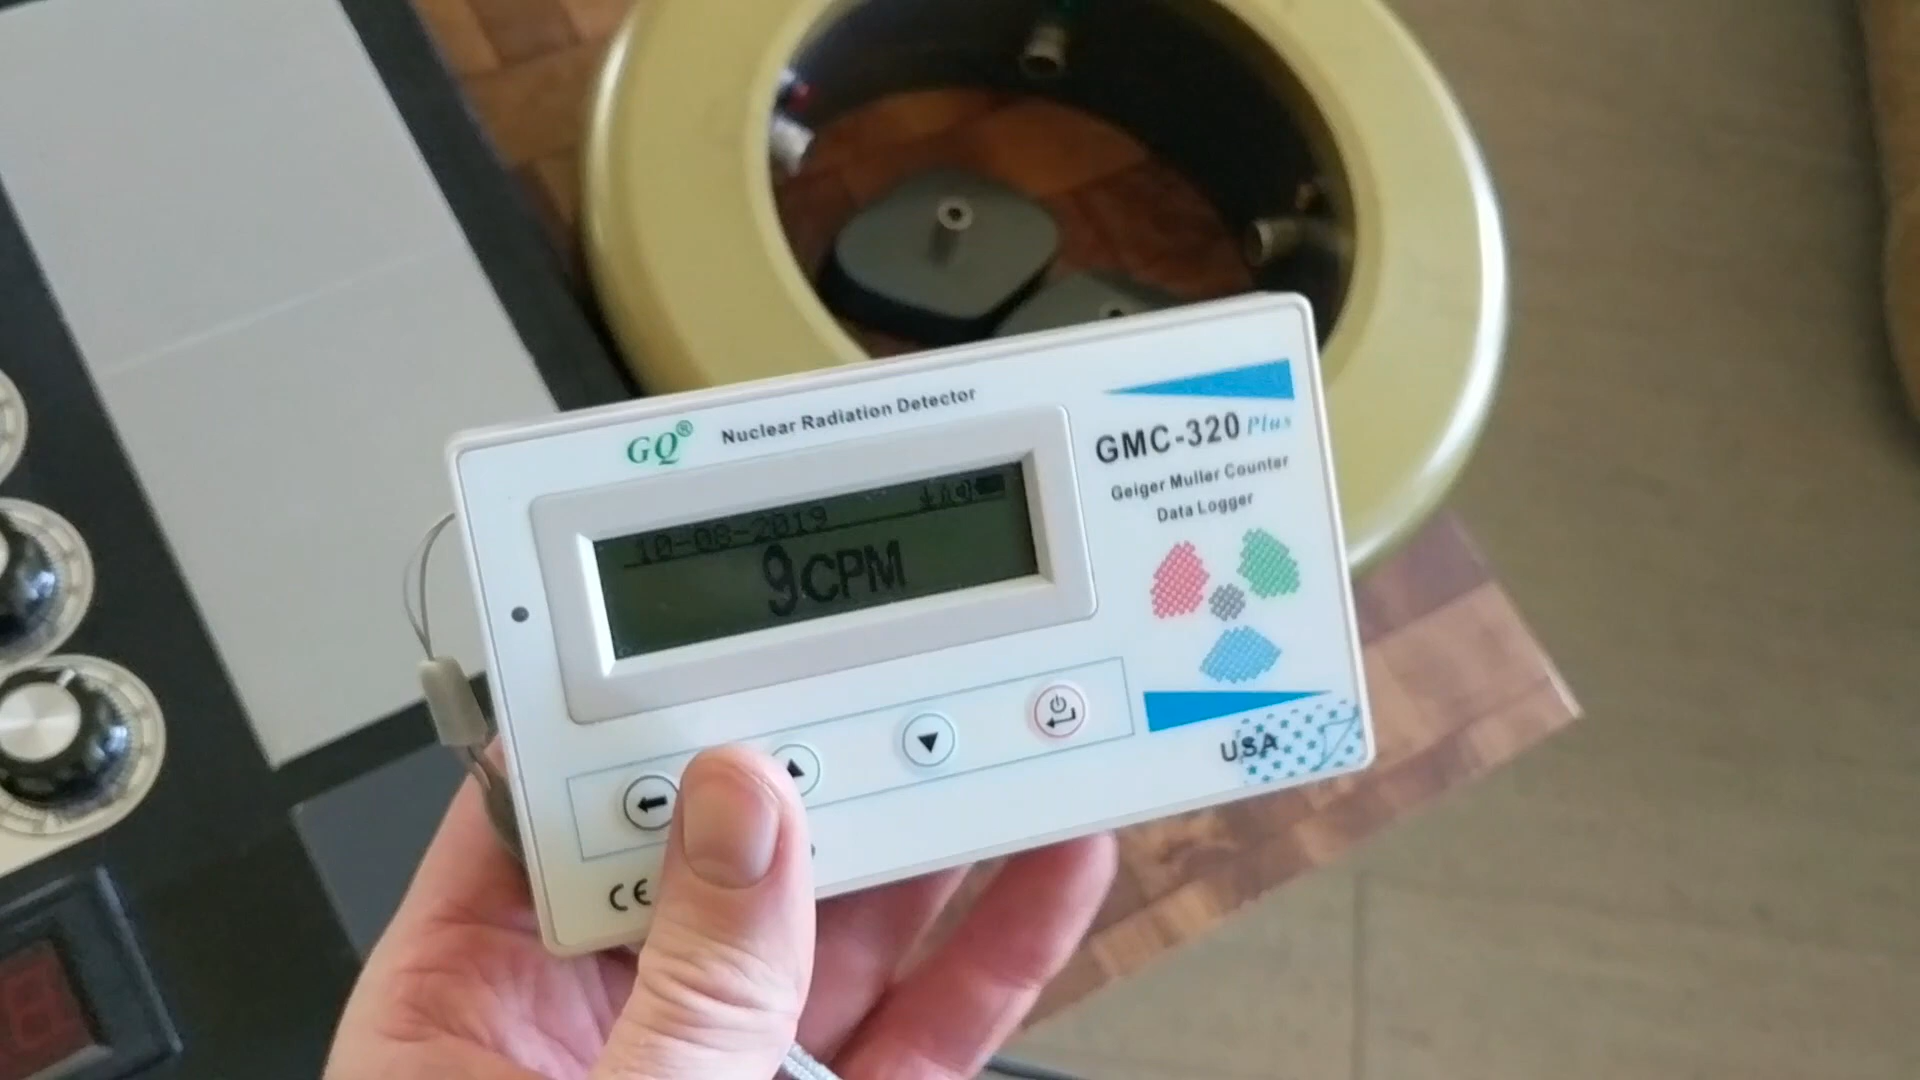 GQ®
Nuclear Radiation Detector
10-08-2019
9CPM
GMC-320 Plus
Geiger Muller Counter
Data Logger
USA
CE